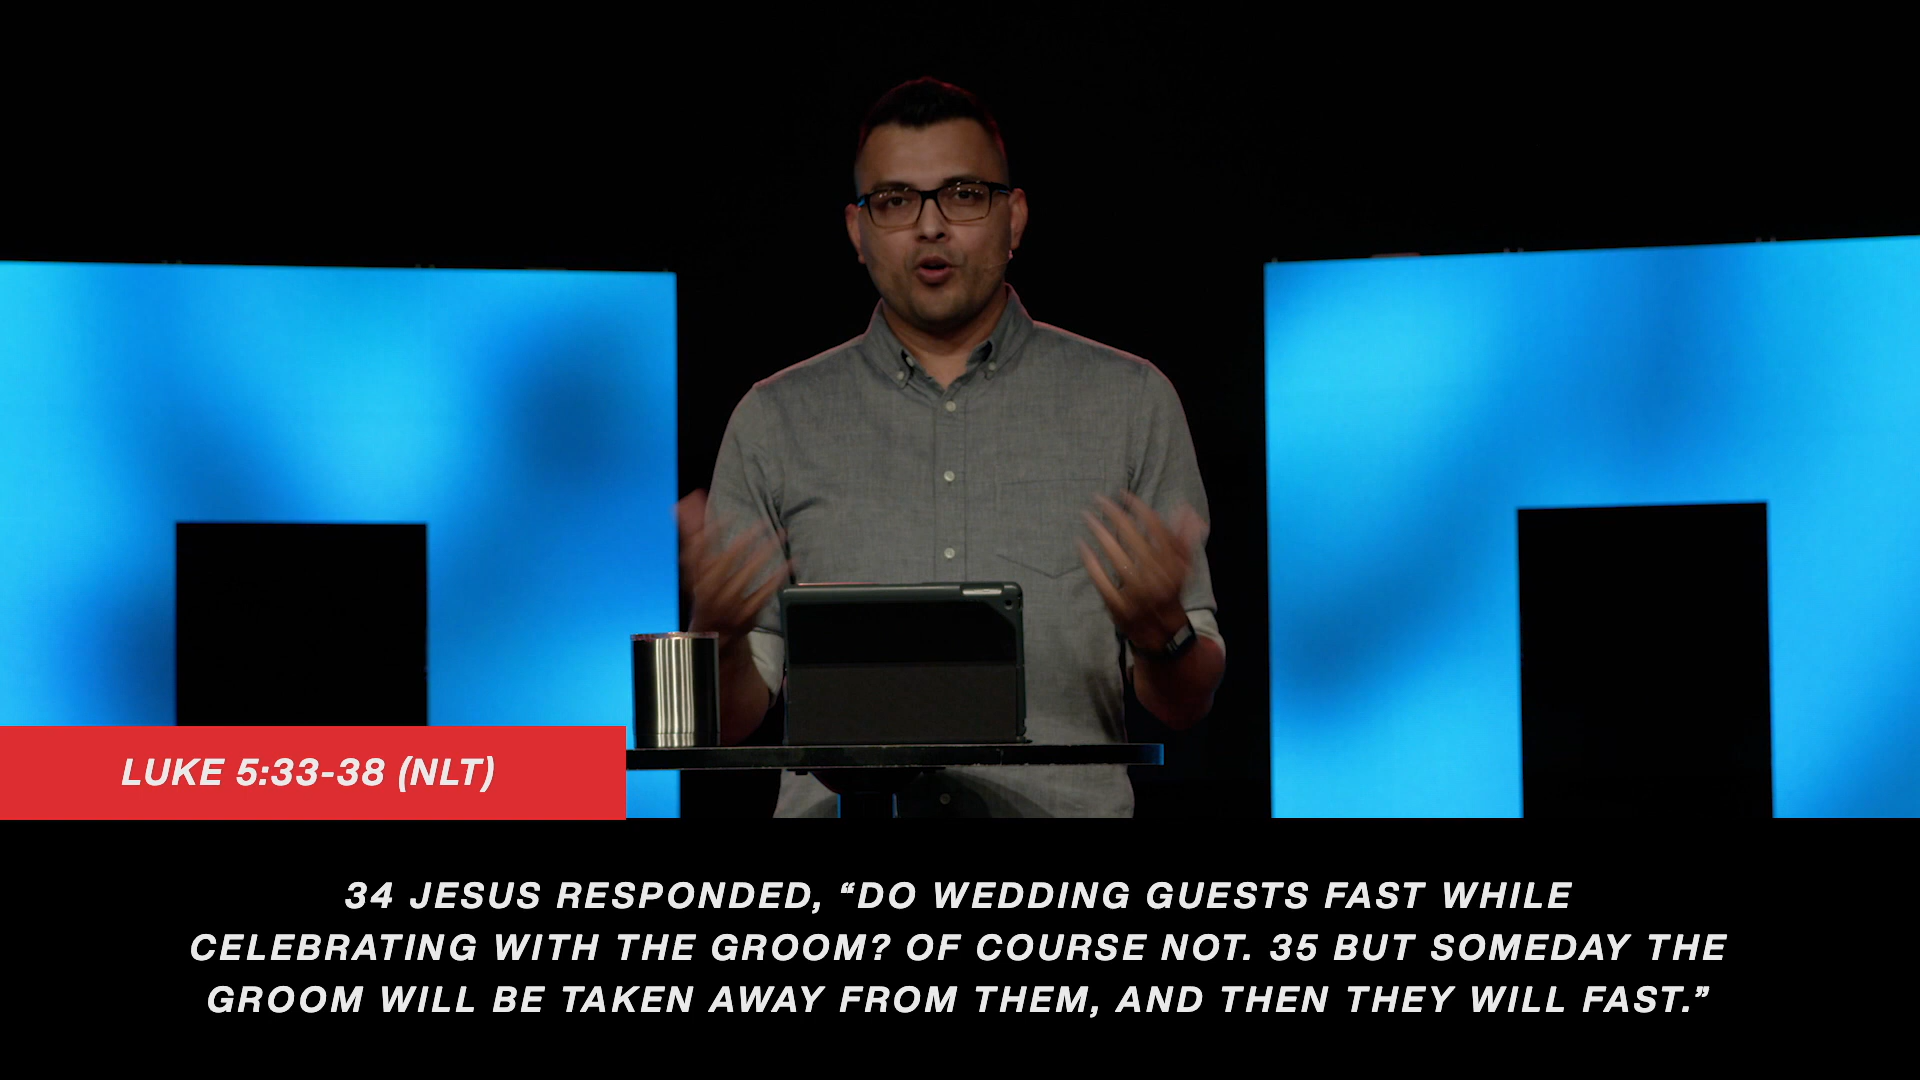 LUKE 5:33-38 (NLT)
34 JESUS RESPONDED, “DO WEDDING GUESTS FAST WHILE
CELEBRATING WITH THE GROOM? OF COURSE NOT. 35 BUT SOMEDAY THE
GROOM WILL BE TAKEN AWAY FROM THEM, AND THEN THEY WILL FAST.”